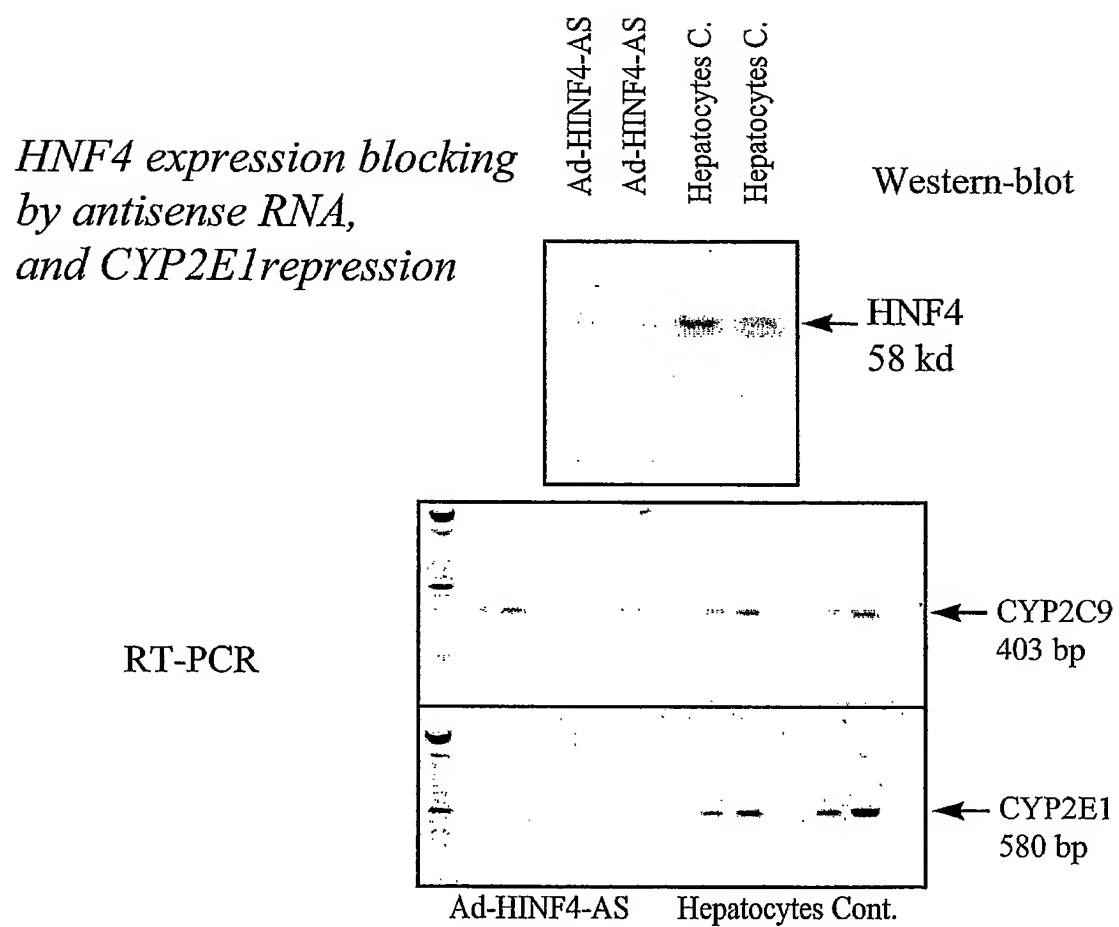 Ad-HINF4-AS
Ad-HINF4-AS
Hepatocytes C.
Hepatocytes C.
HNF4 expression blocking
by antisense RNA,
and CYP2E1repression
Western-blot
HNF4
58 kd
RT-PCR
CYP2C9
403 bp
CYP2E1
580 bp
Ad-HINF4-AS
Hepatocytes Cont.